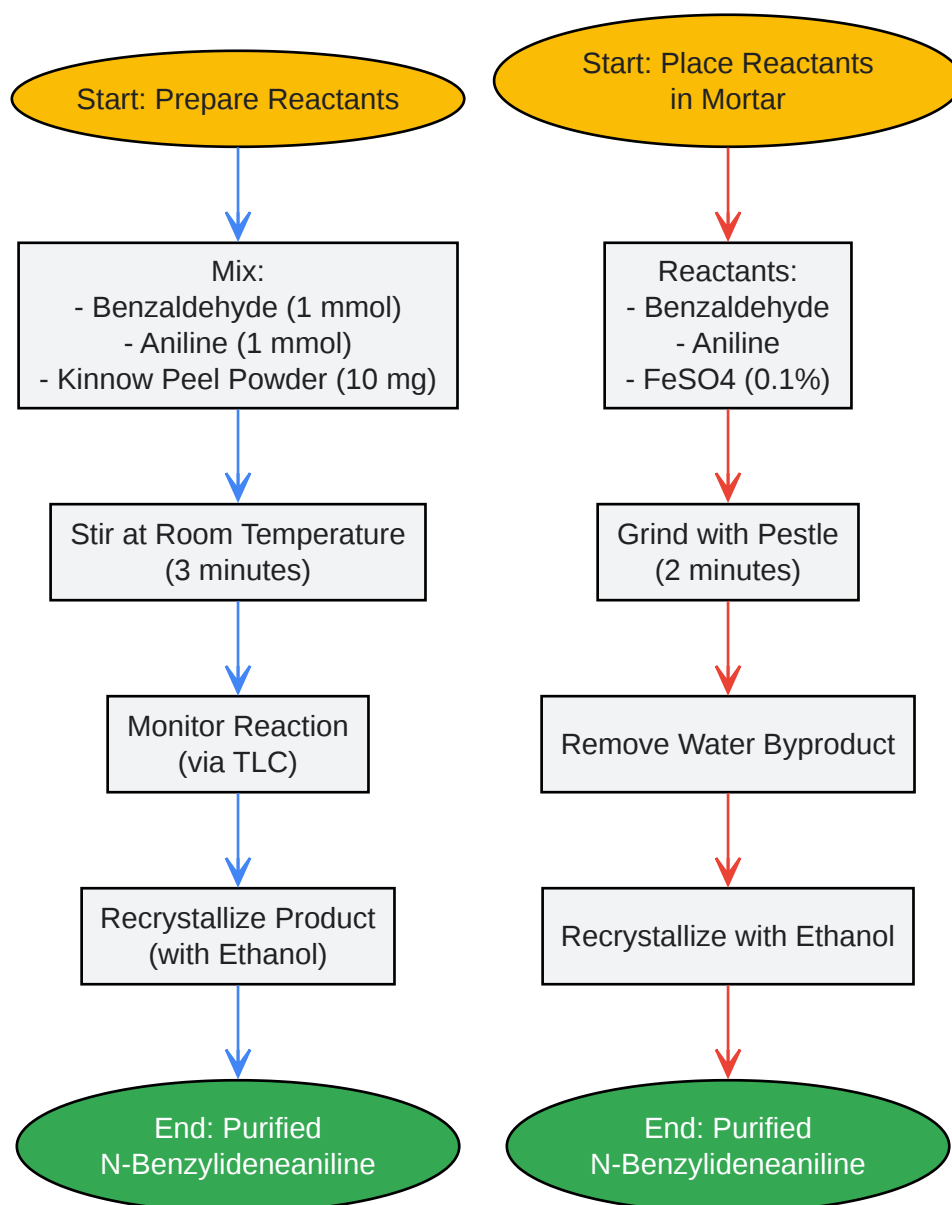 Start: Prepare Reactants
Mix:
- Benzaldehyde (1 mmol)
- Aniline (1 mmol)
- Kinnow Peel Powder (10 mg)
Stir at Room Temperature
(3 minutes)
Monitor Reaction
(via TLC)
Recrystallize Product
(with Ethanol)
End: Purified
N-Benzylideneaniline
Start: Place Reactants
in Mortar
Reactants:
- Benzaldehyde
- Aniline
- FeSO4 (0.1%)
Grind with Pestle
(2 minutes)
Remove Water Byproduct
Recrystallize with Ethanol
End: Purified
N-Benzylideneaniline